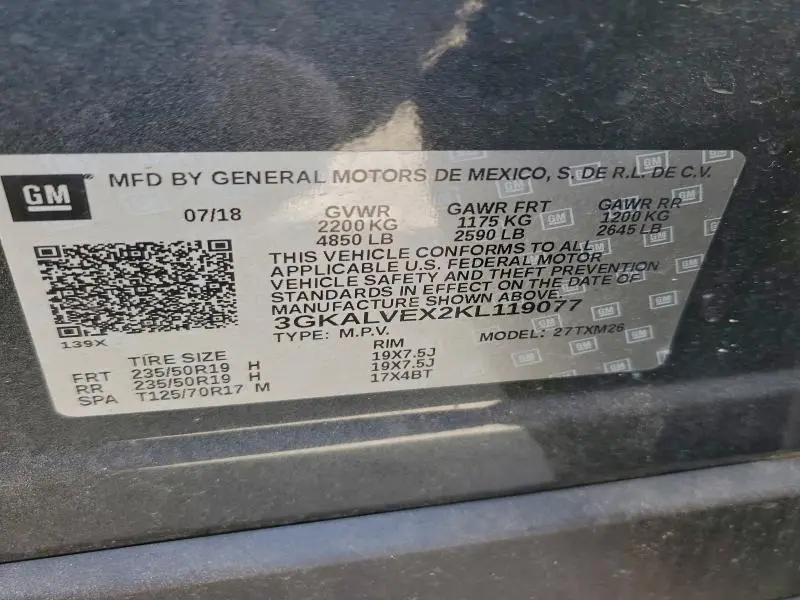 GM MFD BY GENERAL MOTORS DE MEXICO, S. DE R.L. DE C.V.
07/18 GVWR GAWR FRT GAWR RR
2200 KG 1175 KG 1200 KG
4850 LB 2590 LB 2645 LB
THIS VEHICLE CONFORMS TO ALL
APPLICABLE U.S. FEDERAL MOTOR
VEHICLE SAFETY, AND THEFT PREVENTION
STANDARDS IN EFFECT ON THE DATE OF
MANUFACTURE SHOWN ABOVE.
3GKALVEX2KL119077
139X
TYPE: M.P.V. MODEL: 27TXM26
TIRE SIZE RIM
FRT 235/50R19 H 19X7.5J
RR 235/50R19 H 19X7.5J
SPA T125/70R17 M 17X4BT